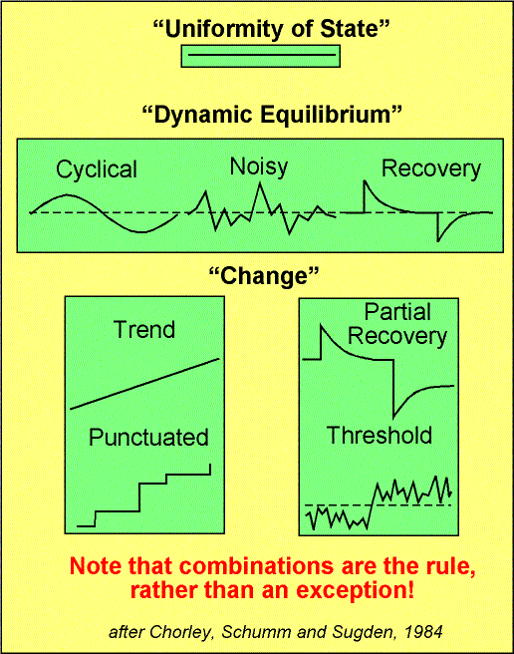 “Uniformity of State”
“Dynamic Equilibrium”
Cyclical
Noisy
Recovery
“Change”
Trend
Punctuated
Partial
Recovery
Threshold
Note that combinations are the rule,
rather than an exception!
after Chorley, Schumm and Sugden, 1984